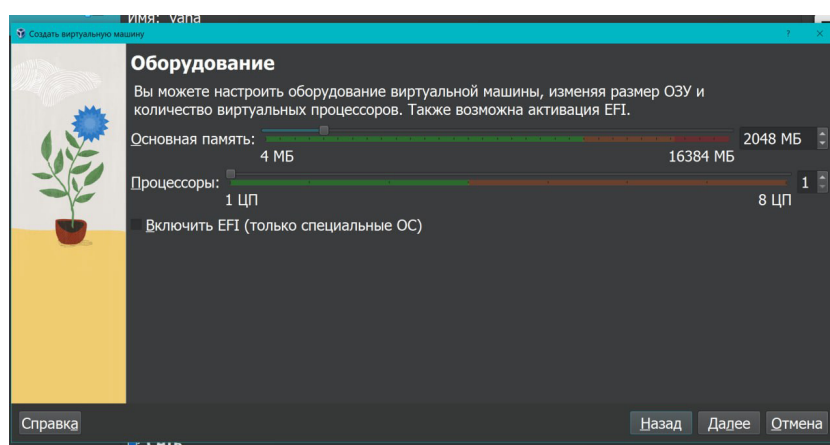 Имя: Yana
Создать виртуальную машину
? ×
Оборудование
Вы можете настроить оборудование виртуальной машины, изменяя размер ОЗУ и
количество виртуальных процессоров. Также возможна активация EFI.
Основная память: 2048 МБ
4 МБ 16384 МБ
Процессоры: 1
1 ЦП 8 ЦП
Включить EFI (только специальные ОС)
Справка Назад Далее Отмена